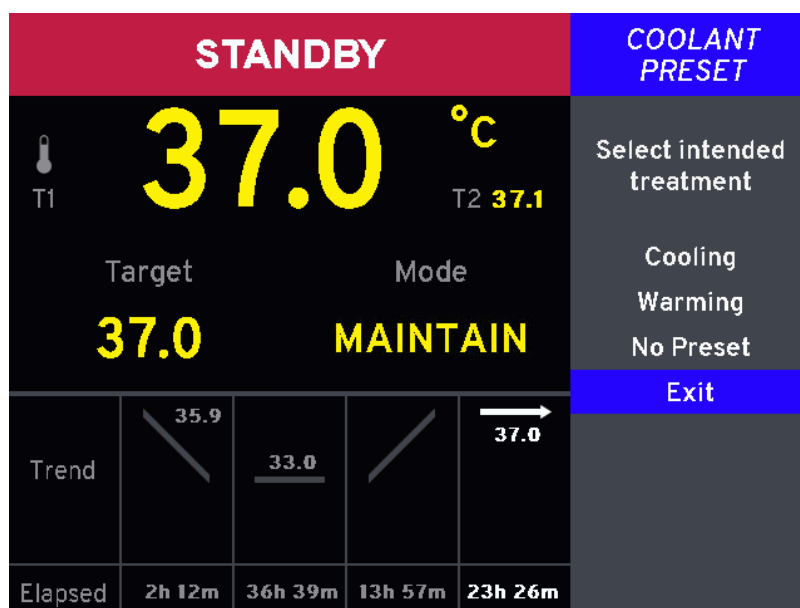 STANDBY
COOLANT
PRESET
37.0 °C
T1
T2 37.1
Select intended
treatment
Target
Mode
37.0
MAINTAIN
Cooling
Warming
No Preset
Exit
Trend
35.9
33.0
37.0
Elapsed
2h 12m
36h 39m
13h 57m
23h 26m